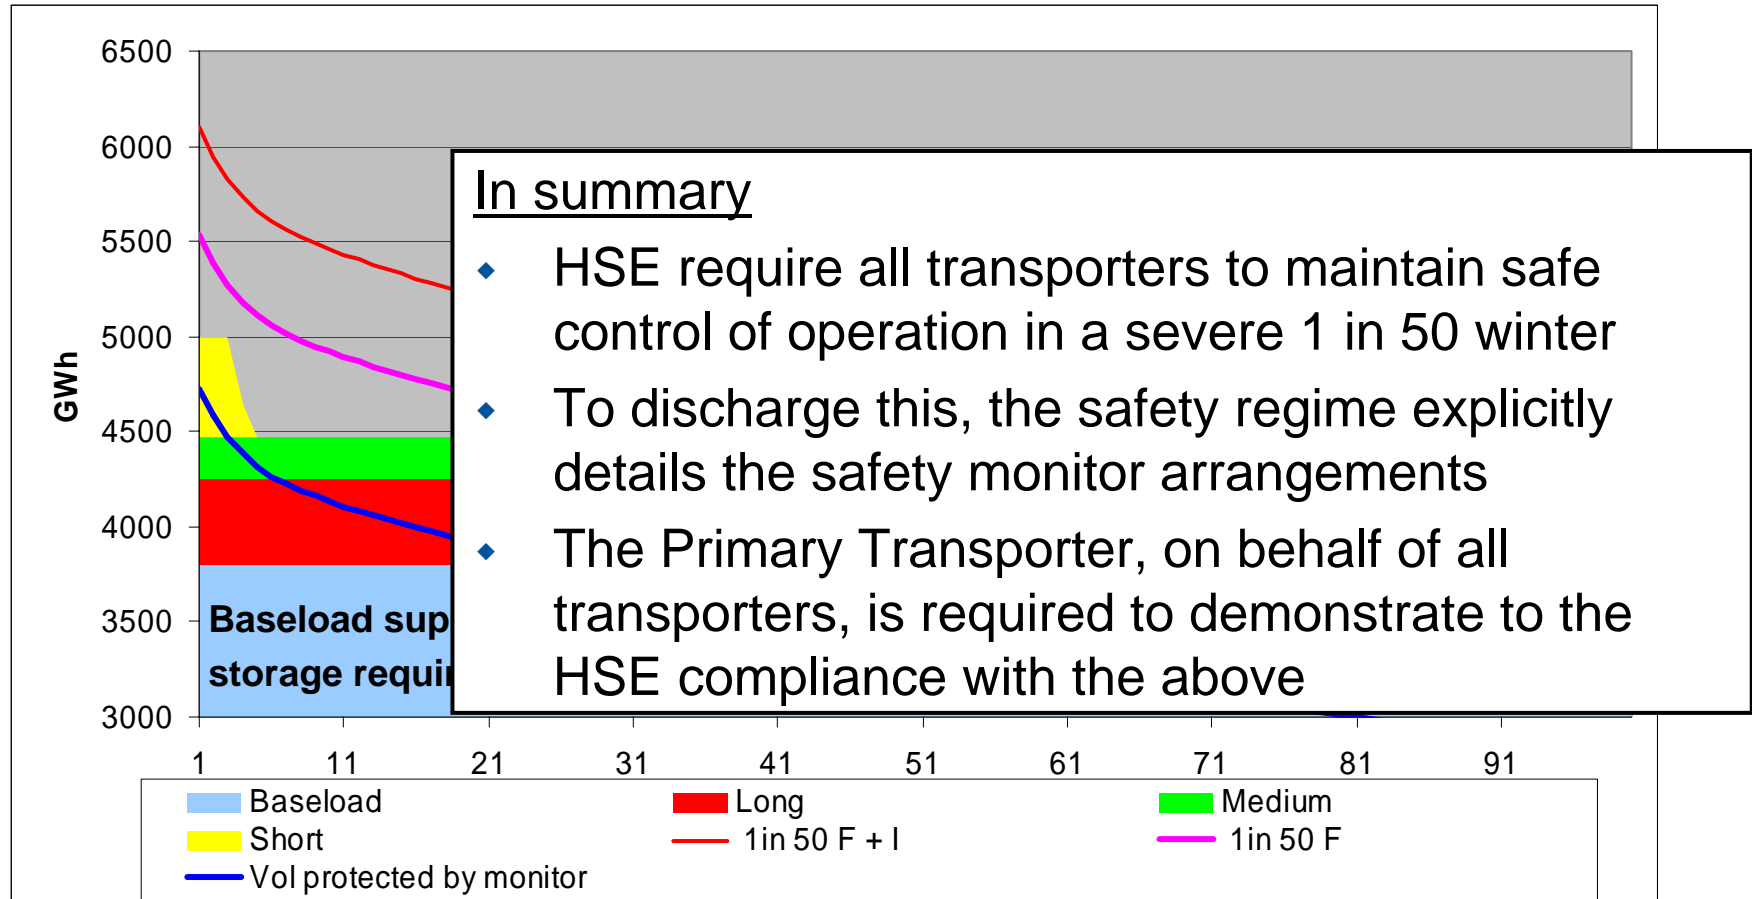 6500
6000
5500
5000
4500
4000
3500
3000
GWh
In summary
HSE require all transporters to maintain safe
control of operation in a severe 1 in 50 winter
To discharge this, the safety regime explicitly
details the safety monitor arrangements
The Primary Transporter, on behalf of all
transporters, is required to demonstrate to the
HSE compliance with the above
Baseload sup
storage requi
1 11 21 31 41 51 61 71 81 91
Baseload Long Medium
Short 1in 50 F + I 1in 50 F
Vol protected by monitor